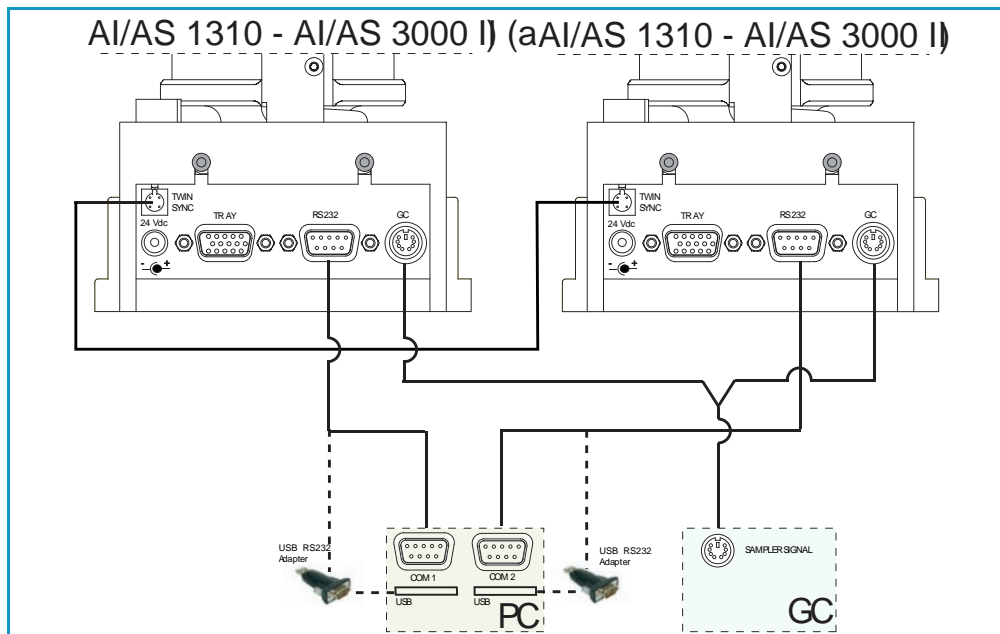 AI/AS 1310 - AI/AS 3000 II) (aAI/AS 1310 - AI/AS 3000 II)
TWIN
SYNC
24 Vdc
TRAY
RS232
GC
- +
TWIN
SYNC
24 Vdc
TRAY
RS232
GC
- +
USB RS232
Adapter
COM 1
COM 2
USB
USB
PC
USB RS232
Adapter
SAMPLER SIGNAL
GC